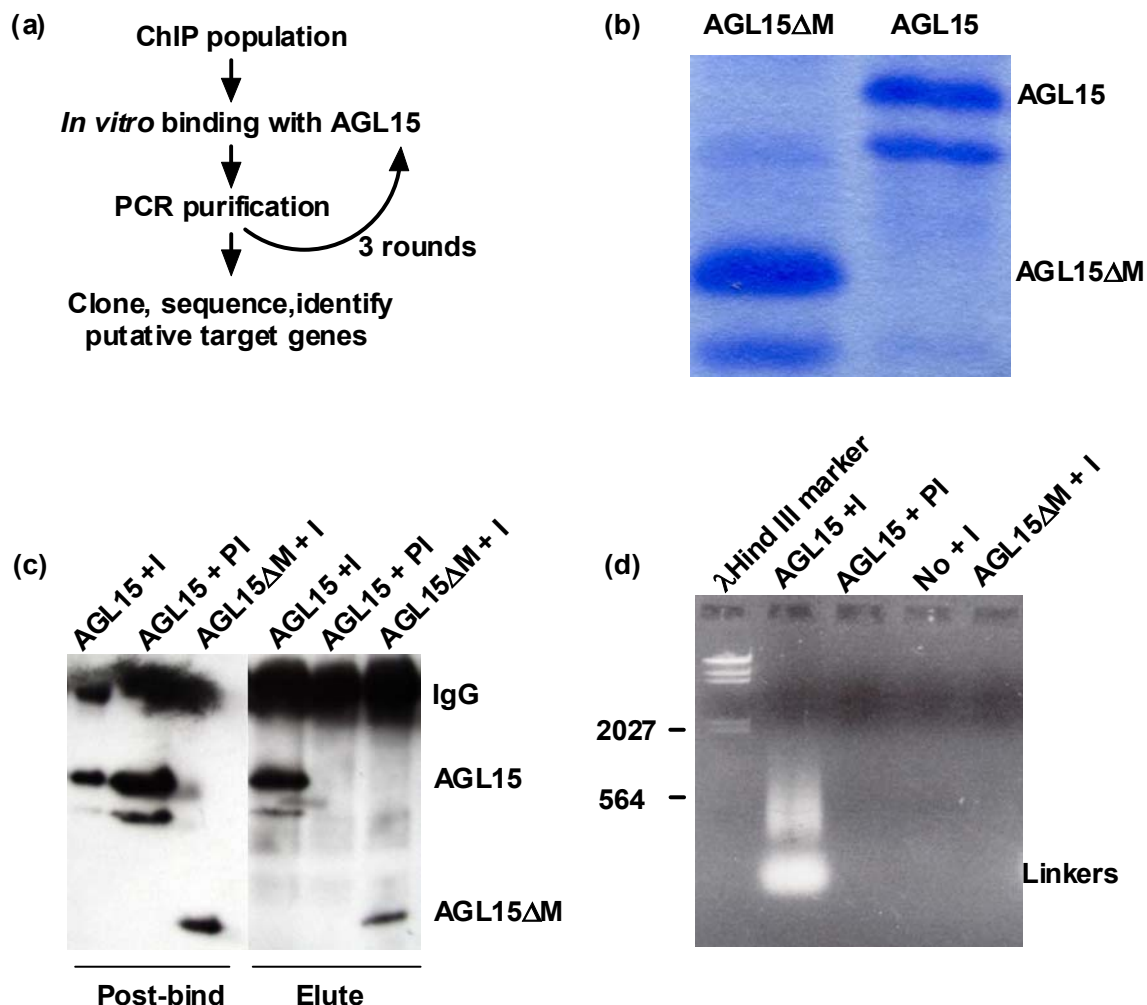 (a)
ChIP population
In vitro binding with AGL15
PCR purification
3 rounds
Clone, sequence,identify
putative target genes
(b)
AGL15ΔM
AGL15
AGL15
AGL15ΔM
(c)
AGL15 +I
AGL15 + PI
AGL15ΔM + I
AGL15 +I
AGL15 + PI
AGL15ΔM + I
IgG
AGL15
AGL15ΔM
Post-bind
Elute
(d)
λHind III marker
AGL15 +I
AGL15 + PI
No + I
AGL15ΔM + I
2027
564
Linkers